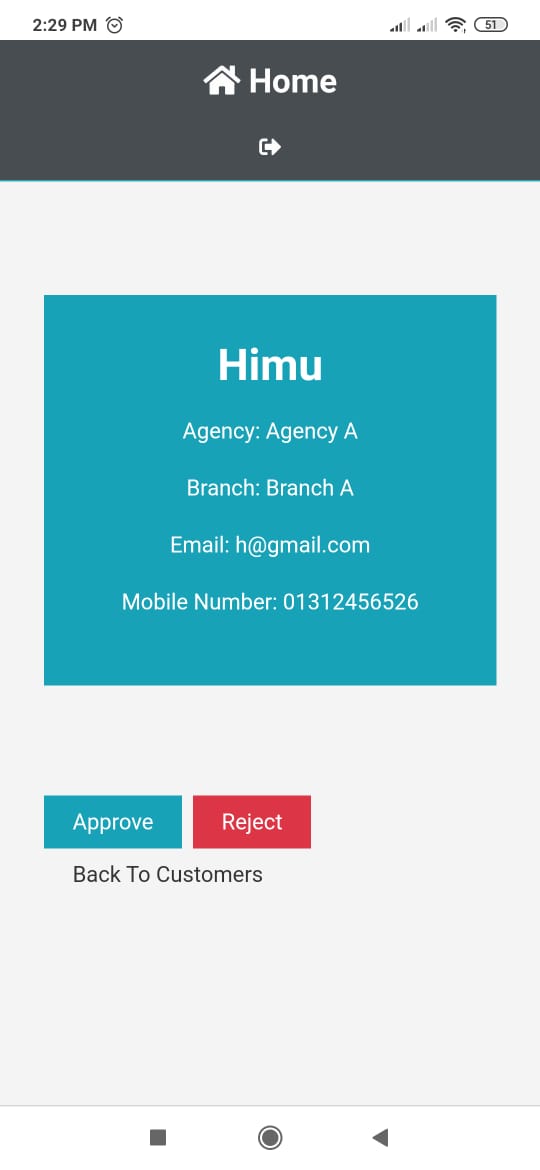 2:29 PM
51
Home
Himu
Agency: Agency A
Branch: Branch A
Email: h@gmail.com
Mobile Number: 01312456526
Approve Reject
Back To Customers